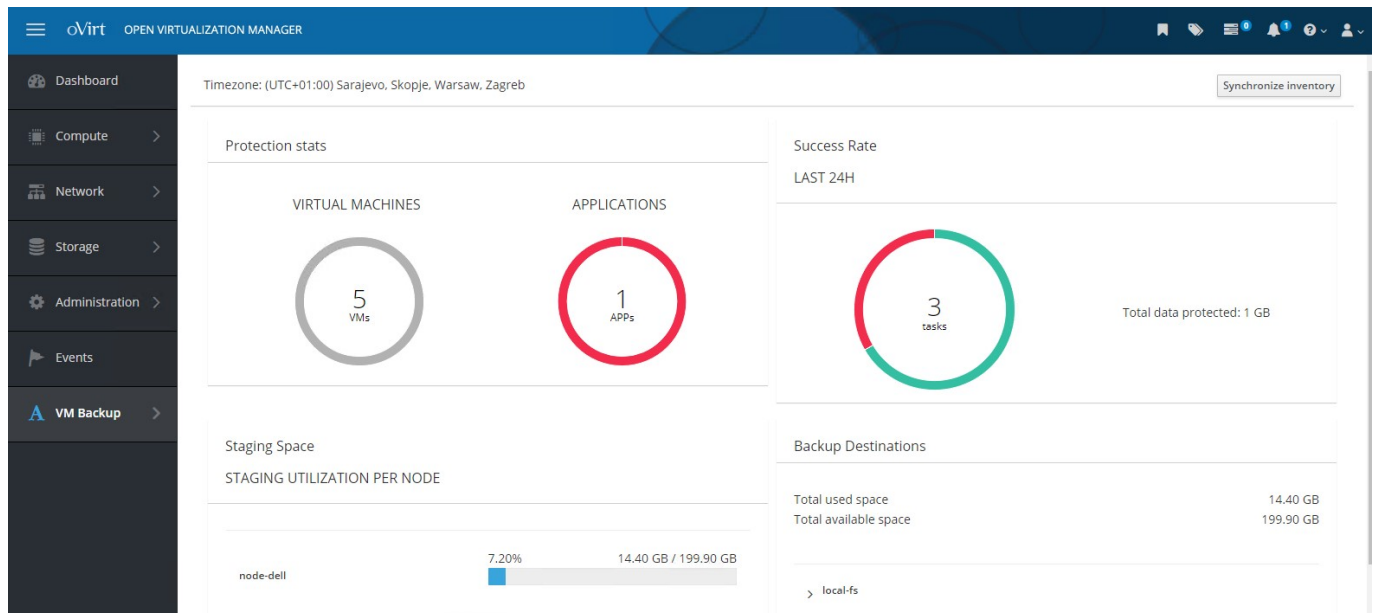 oVirt OPEN VIRTUALIZATION MANAGER
0
1
Dashboard
Compute
Network
Storage
Administration
Events
A VM Backup
Timezone: (UTC+01:00) Sarajevo, Skopje, Warsaw, Zagreb
Synchronize inventory
Protection stats
VIRTUAL MACHINES
APPLICATIONS
5
VMs
1
APPs
Success Rate
LAST 24H
3
tasks
Total data protected: 1 GB
Staging Space
STAGING UTILIZATION PER NODE
7.20% 14.40 GB / 199.90 GB
node-dell
Backup Destinations
Total used space 14.40 GB
Total available space 199.90 GB
local-fs